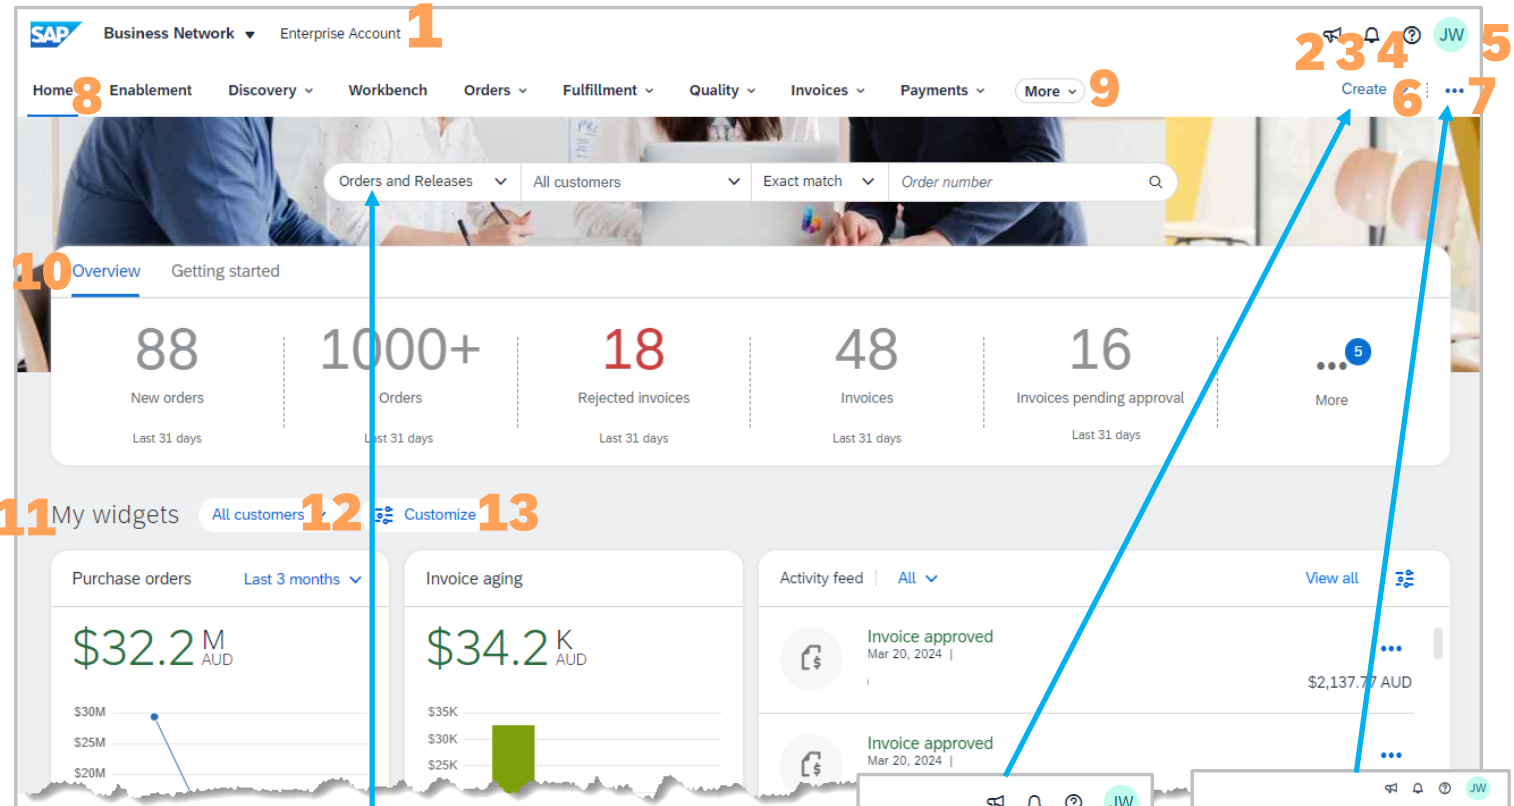 SAP Business Network Enterprise Account 1
2 3 4 JW 5
Home 8 Enablement Discovery Workbench Orders Fulfillment Quality Invoices Payments More 9 Create 6 7
Orders and Releases All customers Exact match Order number
10 Overview Getting started
88 1000+ 18 48 16 5
New orders Orders Rejected invoices Invoices Invoices pending approval More
Last 31 days Last 31 days Last 31 days Last 31 days Last 31 days
11 My widgets All customers 12 Customize 13
Purchase orders Last 3 months Invoice aging Activity feed All View all
$32.2 M AUD
$34.2 K AUD
Invoice approved
Mar 20, 2024 |
$2,137.77 AUD
$30M
$25M
$20M
$35K
$30K
$25K
Invoice approved
Mar 20, 2024 |
JW
JW